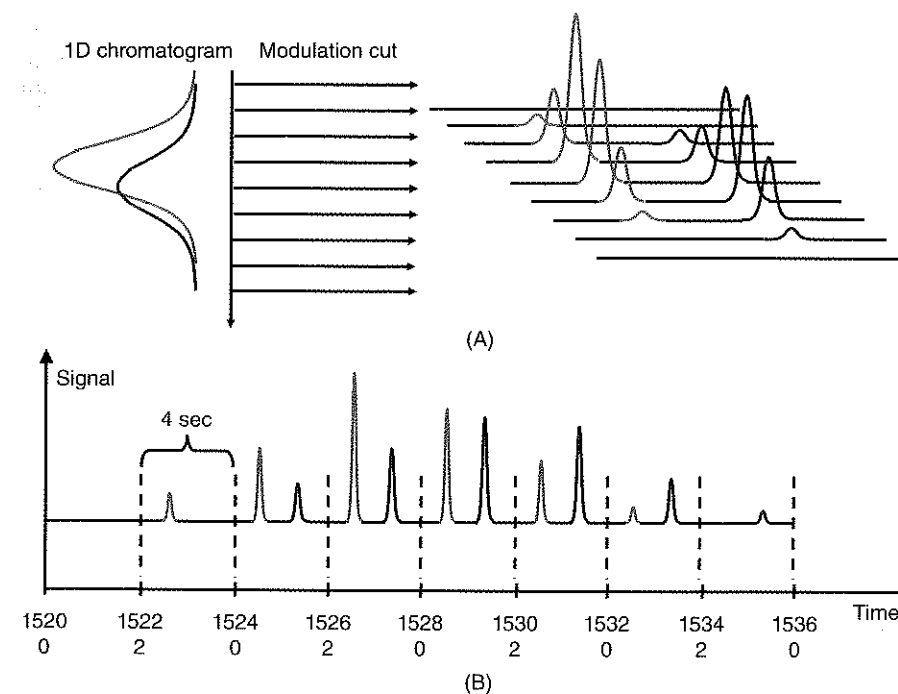 1D chromatogram Modulation cut
(A)
Signal
4 sec
Time
1520 1522 1524 1526 1528 1530 1532 1534 1536
0 2 0 2 0 2 0 2 0
(B)